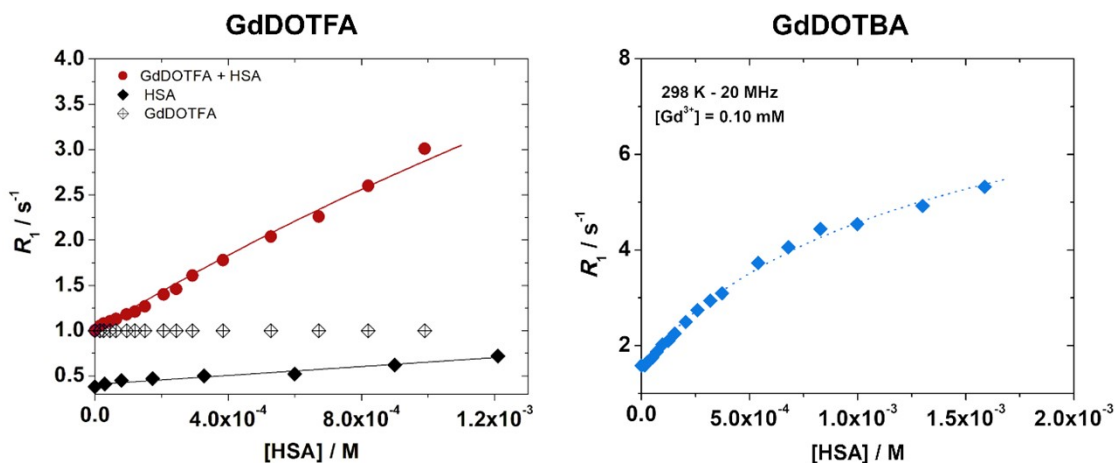 GdDOTFA
R₁ / s⁻¹
4.0
3.5
3.0
2.5
2.0
1.5
1.0
0.5
GdDOTFA + HSA
HSA
GdDOTFA
0.0
4.0x10⁻⁴
8.0x10⁻⁴
1.2x10⁻³
[HSA] / M
GdDOTBA
R₁ / s⁻¹
8
6
4
2
298 K - 20 MHz
[Gd³⁺] = 0.10 mM
0.0
5.0x10⁻⁴
1.0x10⁻³
1.5x10⁻³
2.0x10⁻³
[HSA] / M